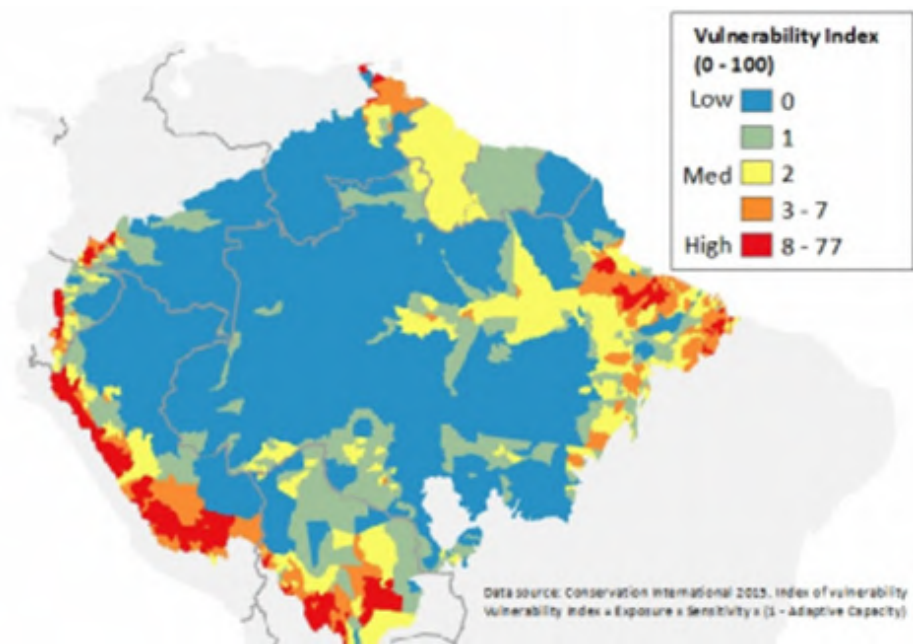 Vulnerability Index
(0 - 100)
Low 0
1
Med 2
3 - 7
High 8 - 77
Data source: Conservation International 2015. Index of vulnerability
Vulnerability Index = Exposure x Sensitivity x (1 - Adaptive Capacity)